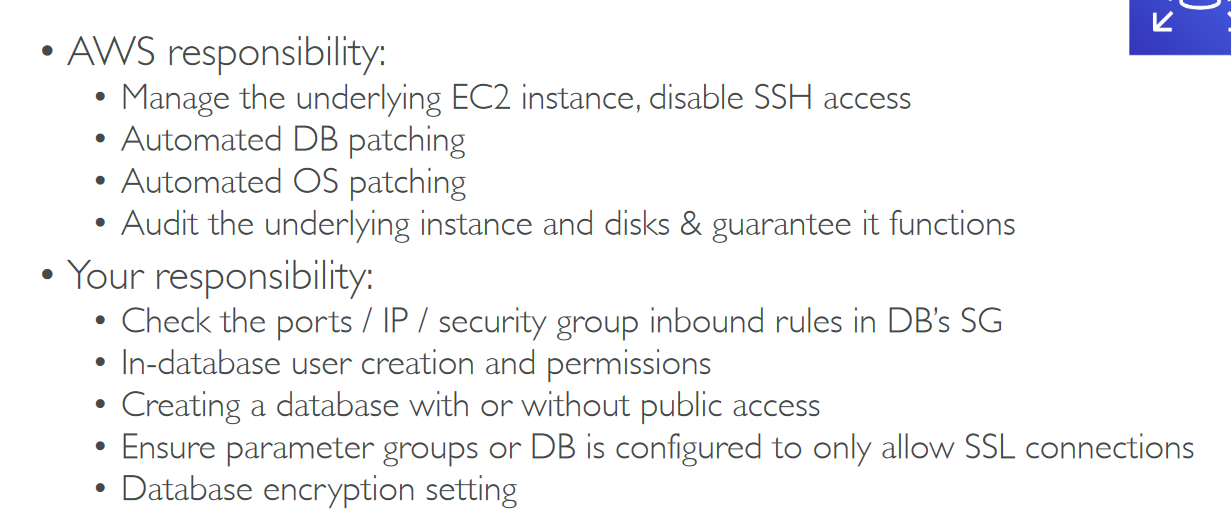 • AWS responsibility:
• Manage the underlying EC2 instance, disable SSH access
• Automated DB patching
• Automated OS patching
• Audit the underlying instance and disks & guarantee it functions
• Your responsibility:
• Check the ports / IP / security group inbound rules in DB’s SG
• In-database user creation and permissions
• Creating a database with or without public access
• Ensure parameter groups or DB is configured to only allow SSL connections
• Database encryption setting